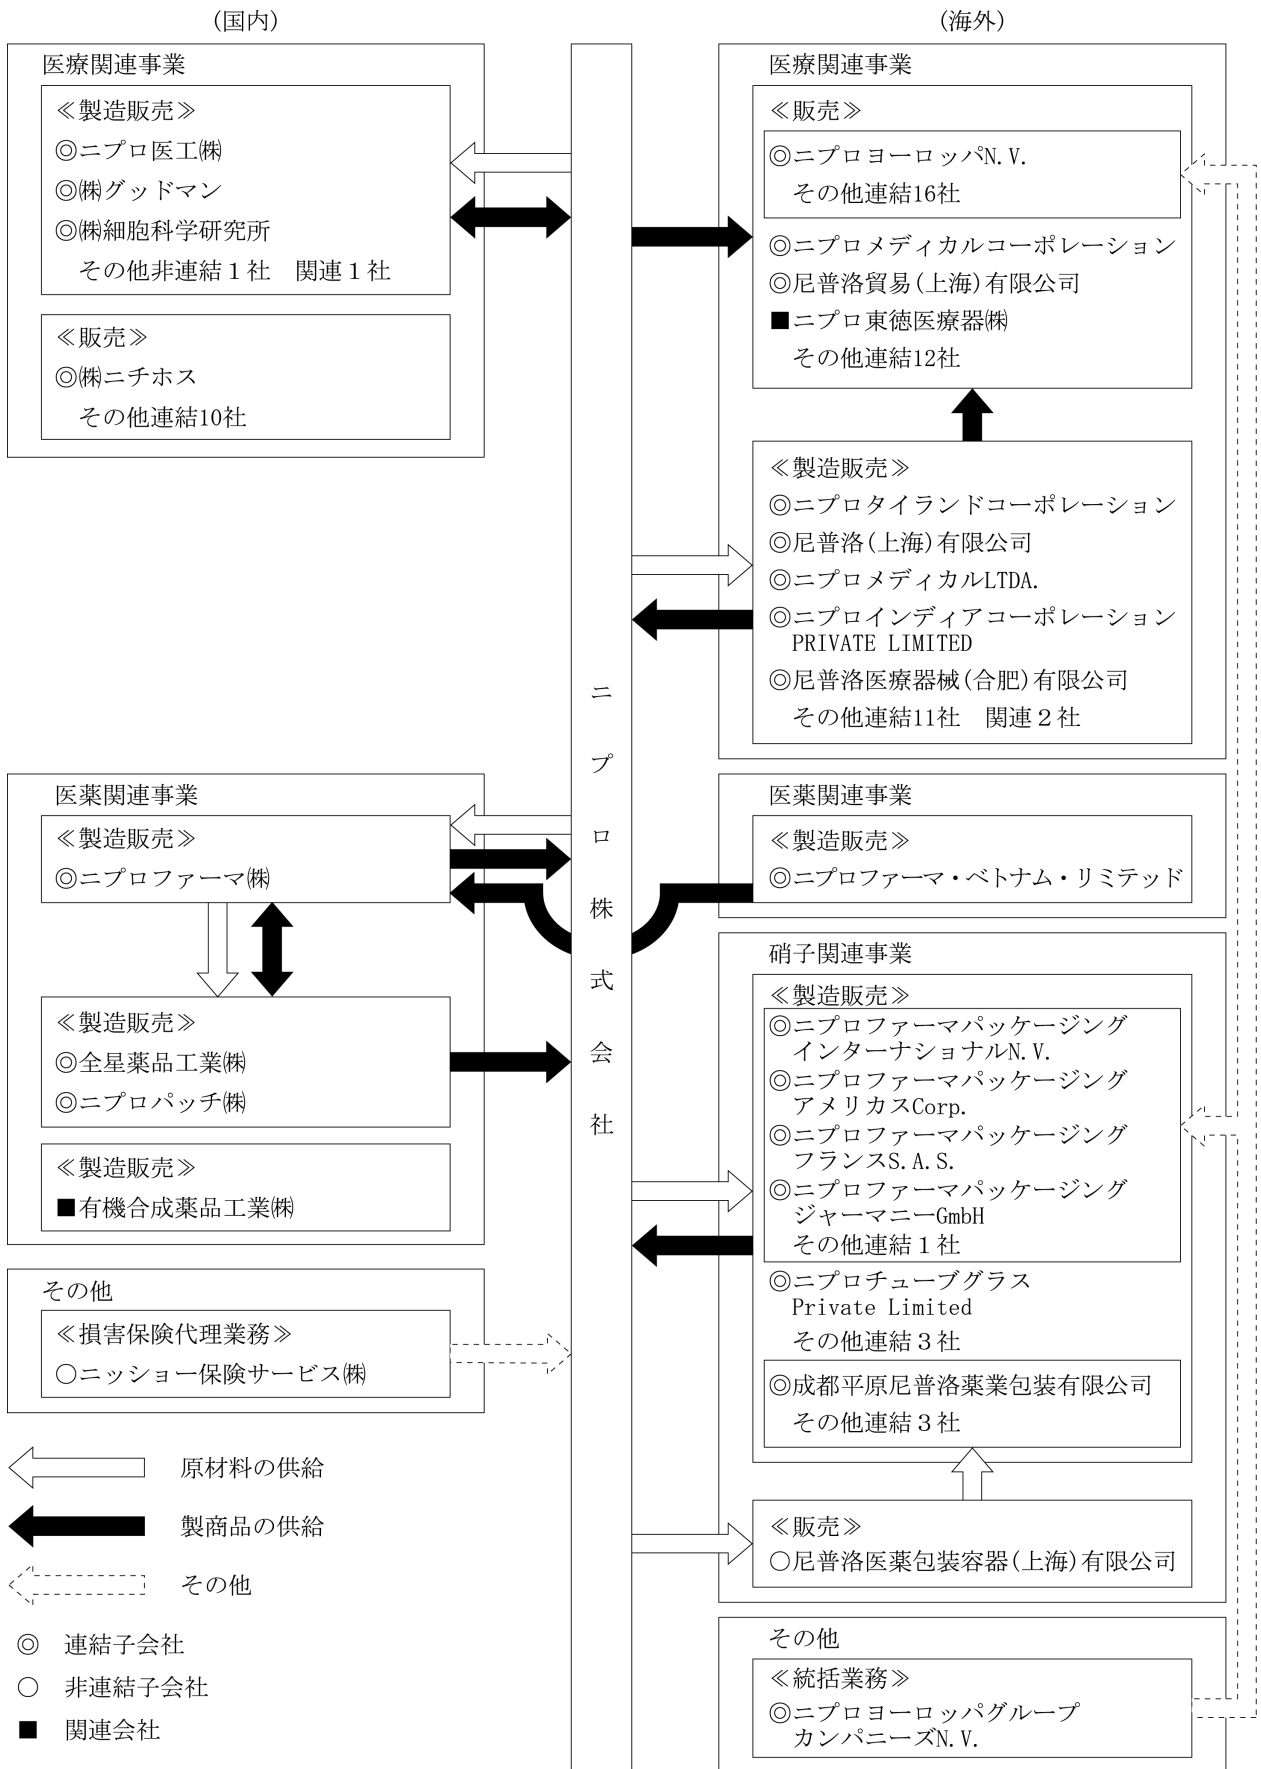 (国内)
医療関連事業
≪製造販売≫
◎ニプロ医工㈱
◎㈱グッドマン
◎㈱細胞科学研究所
その他非連結１社　関連１社
≪販売≫
◎㈱ニチホス
その他連結10社
医薬関連事業
≪製造販売≫
◎ニプロファーマ㈱
≪製造販売≫
◎全星薬品工業㈱
◎ニプロパッチ㈱
≪製造販売≫
■有機合成薬品工業㈱
その他
≪損害保険代理業務≫
○ニッショー保険サービス㈱
原材料の供給
製商品の供給
その他
◎　連結子会社
○　非連結子会社
■　関連会社
ニプロ株式会社
(海外)
医療関連事業
≪販売≫
◎ニプロヨーロッパN.V.
その他連結16社
◎ニプロメディカルコーポレーション
◎尼普洛貿易(上海)有限公司
■ニプロ東徳医療器㈱
その他連結12社
≪製造販売≫
◎ニプロタイランドコーポレーション
◎尼普洛(上海)有限公司
◎ニプロメディカルLTDA.
◎ニプロインディアコーポレーション
PRIVATE LIMITED
◎尼普洛医療器械(合肥)有限公司
その他連結11社　関連２社
医薬関連事業
≪製造販売≫
◎ニプロファーマ・ベトナム・リミテッド
硝子関連事業
≪製造販売≫
◎ニプロファーマパッケージング
インターナショナルN.V.
◎ニプロファーマパッケージング
アメリカスCorp.
◎ニプロファーマパッケージング
フランスS.A.S.
◎ニプロファーマパッケージング
ジャーマニーGmbH
その他連結１社
◎ニプロチューブグラス
Private Limited
その他連結３社
◎成都平原尼普洛薬業包装有限公司
その他連結３社
≪販売≫
○尼普洛医薬包装容器(上海)有限公司
その他
≪統括業務≫
◎ニプロヨーロッパグループ
カンパニーズN.V.